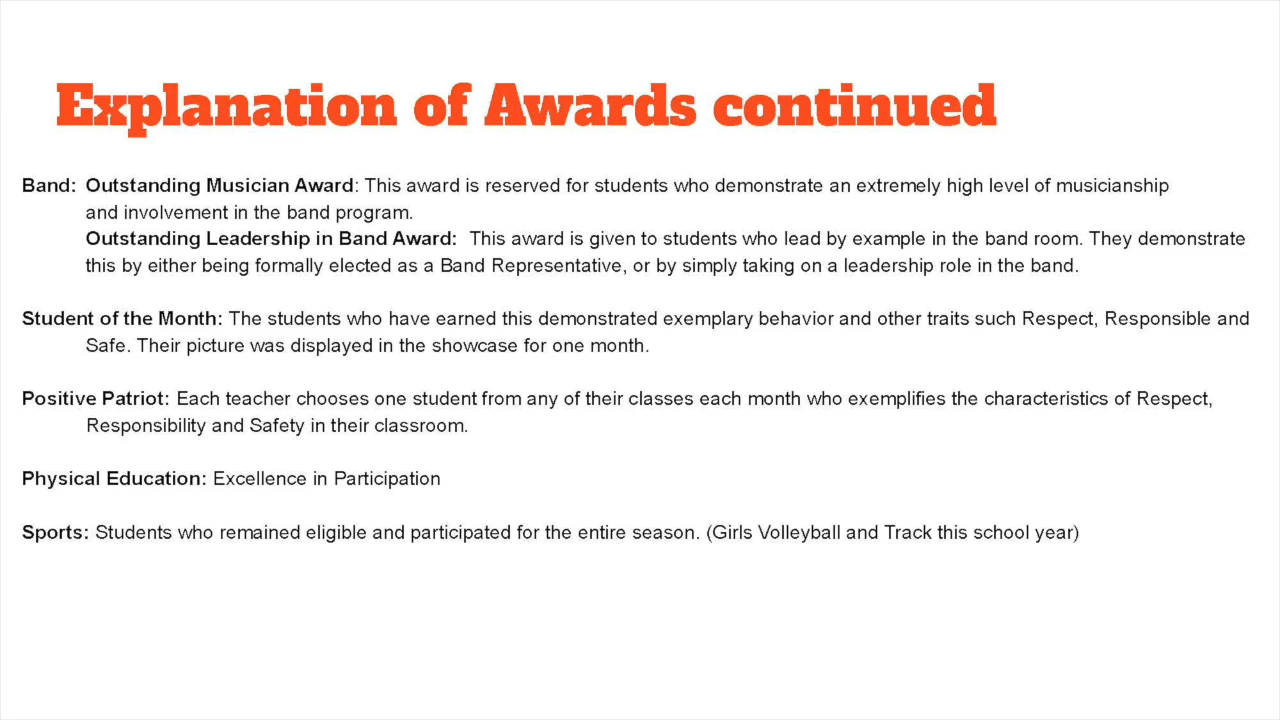 Explanation of Awards continued
Band: Outstanding Musician Award: This award is reserved for students who demonstrate an extremely high level of musicianship
and involvement in the band program.
Outstanding Leadership in Band Award: This award is given to students who lead by example in the band room. They demonstrate
this by either being formally elected as a Band Representative, or by simply taking on a leadership role in the band.
Student of the Month: The students who have earned this demonstrated exemplary behavior and other traits such Respect, Responsible and
Safe. Their picture was displayed in the showcase for one month.
Positive Patriot: Each teacher chooses one student from any of their classes each month who exemplifies the characteristics of Respect,
Responsibility and Safety in their classroom.
Physical Education: Excellence in Participation
Sports: Students who remained eligible and participated for the entire season. (Girls Volleyball and Track this school year)